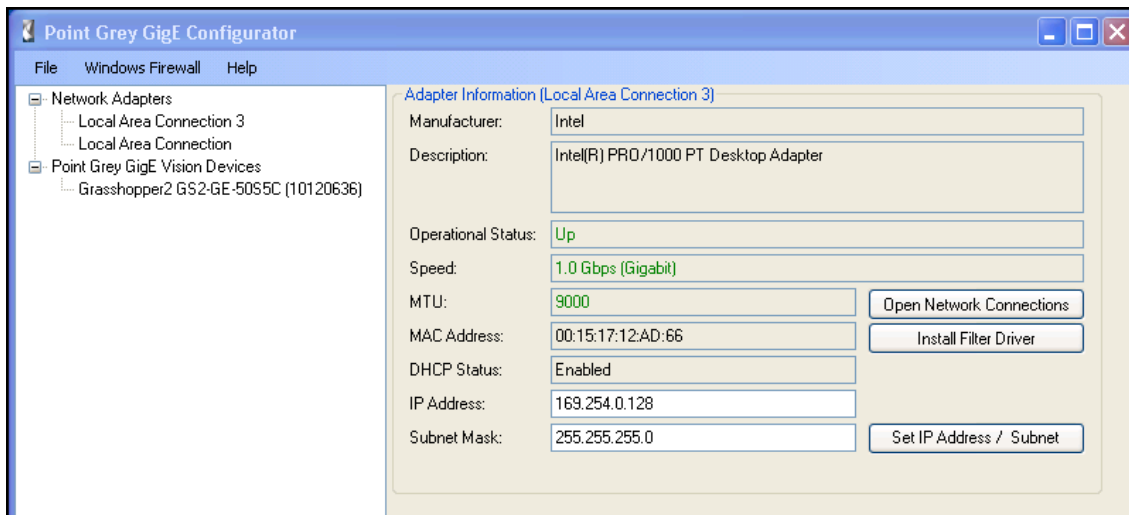 Point Grey GigE Configurator
File Windows Firewall Help
Network Adapters
Local Area Connection 3
Local Area Connection
Point Grey GigE Vision Devices
Grasshopper2 GS2-GE-50S5C (10120636)
Adapter Information (Local Area Connection 3)
Manufacturer: Intel
Description: Intel(R) PRO/1000 PT Desktop Adapter
Operational Status: Up
Speed: 1.0 Gbps (Gigabit)
MTU: 9000 Open Network Connections
MAC Address: 00:15:17:12:AD:66 Install Filter Driver
DHCP Status: Enabled
IP Address: 169.254.0.128
Subnet Mask: 255.255.255.0 Set IP Address / Subnet